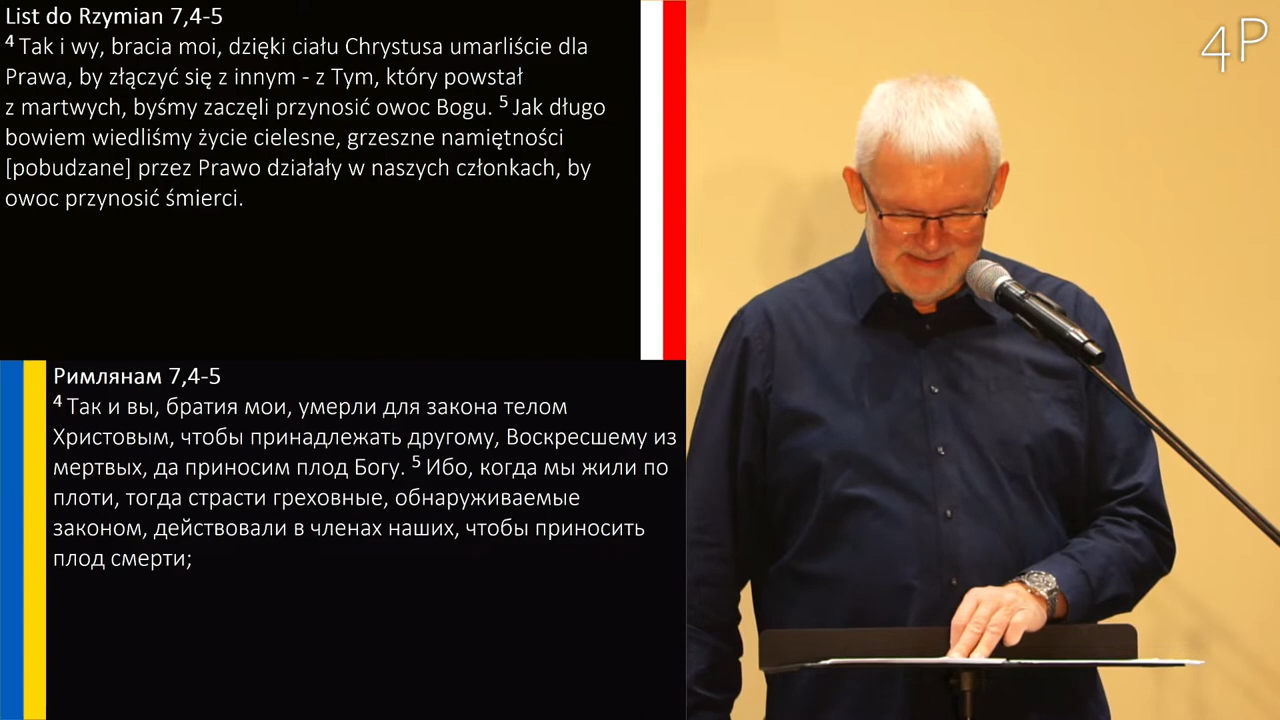 List do Rzymian 7,4-5
4 Tak i wy, bracia moi, dzięki ciału Chrystusa umarliście dla
Prawa, by złączyć się z innym - z Tym, który powstał
z martwych, byśmy zaczęli przynosić owoc Bogu. 5 Jak długo
bowiem wiedliśmy życie cielesne, grzeszne namiętności
[pobudzane] przez Prawo działały w naszych członkach, by
owoc przynosić śmierci.
Римлянам 7,4-5
4 Так и вы, братия мои, умерли для закона телом
Христовым, чтобы принадлежать другому, Воскресшему из
мертвых, да приносим плод Богу. 5 Ибо, когда мы жили по
плоти, тогда страсти греховные, обнаруживаемые
законом, действовали в членах наших, чтобы приносить
плод смерти;
4P